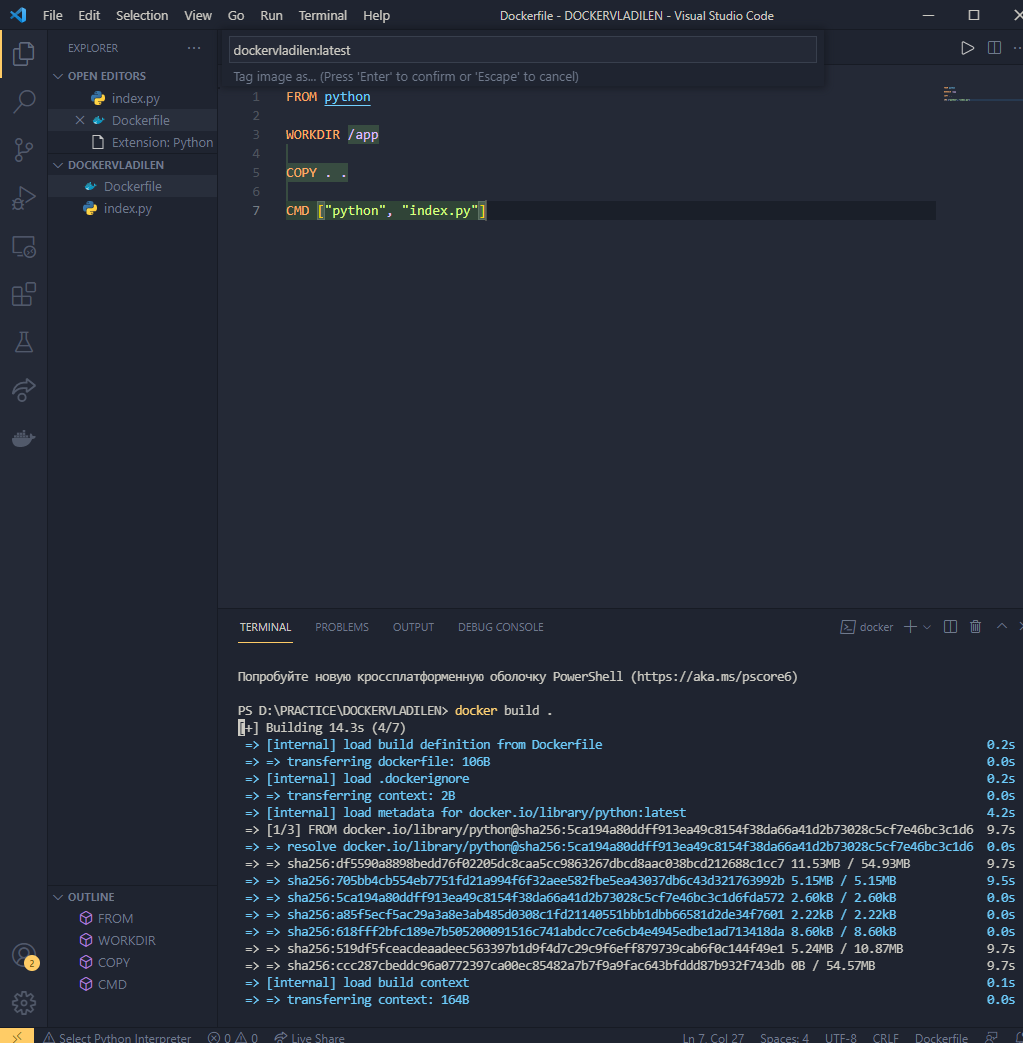 File Edit Selection View Go Run Terminal Help Dockerfile - DOCKERVLADILEN - Visual Studio Code
EXPLORER
OPEN EDITORS
index.py
Dockerfile
Extension: Python
DOCKERVLADILEN
Dockerfile
index.py
OUTLINE
FROM
WORKDIR
COPY
CMD
dockervladilen:latest
Tag image as... (Press 'Enter' to confirm or 'Escape' to cancel)
1 FROM python
2
3 WORKDIR /app
4
5 COPY . .
6
7 CMD ["python", "index.py"]
TERMINAL PROBLEMS OUTPUT DEBUG CONSOLE docker
Попробуйте новую кроссплатформенную оболочку PowerShell (https://aka.ms/pscore6)
PS D:\PRACTICE\DOCKERVLADILEN> docker build .
[+] Building 14.3s (4/7)
=> [internal] load build definition from Dockerfile 0.2s
=> => transferring dockerfile: 106B 0.0s
=> [internal] load .dockerignore 0.2s
=> => transferring context: 2B 0.0s
=> [internal] load metadata for docker.io/library/python:latest 4.2s
=> [1/3] FROM docker.io/library/python@sha256:5ca194a80ddff913ea49c8154f38da66a41d2b73028c5cf7e46bc3c1d6 9.7s
=> => resolve docker.io/library/python@sha256:5ca194a80ddff913ea49c8154f38da66a41d2b73028c5cf7e46bc3c1d6 0.0s
=> => sha256:df5590a8898bedd76f02205dc8caa5cc9863267dbcd8aac038bcd212688c1cc7 11.53MB / 54.93MB 9.7s
=> => sha256:705bb4cb554eb7751fd21a994f6f32aee582fbe5ea43037db6c43d321763992b 5.15MB / 5.15MB 9.5s
=> => sha256:5ca194a80ddff913ea49c8154f38da66a41d2b73028c5cf7e46bc3c1d6fda572 2.60kB / 2.60kB 0.0s
=> => sha256:a85f5ecf5ac29a3a8e3ab485d0308c1fd21140551bbb1dbb66581d2de34f7601 2.22kB / 2.22kB 0.0s
=> => sha256:618fff2bfc189e7b505200091516c741abdcc7ce6cb4e4945edbe1ad713418da 8.60kB / 8.60kB 0.0s
=> => sha256:519df5fceacdeaadeec563397b1d9f4d7c29c9f6eff879739cab6f0c144f49e1 5.24MB / 10.87MB 9.7s
=> => sha256:ccc287cbeddc96a0772397ca00ec85482a7b7f9a9fac643bfddd87b932f743db 0B / 54.57MB 9.7s
=> [internal] load build context 0.1s
=> => transferring context: 164B 0.0s
2
Select Python Interpreter 0 0 Live Share Ln 7, Col 27 Spaces: 4 UTF-8 CRLF Dockerfile